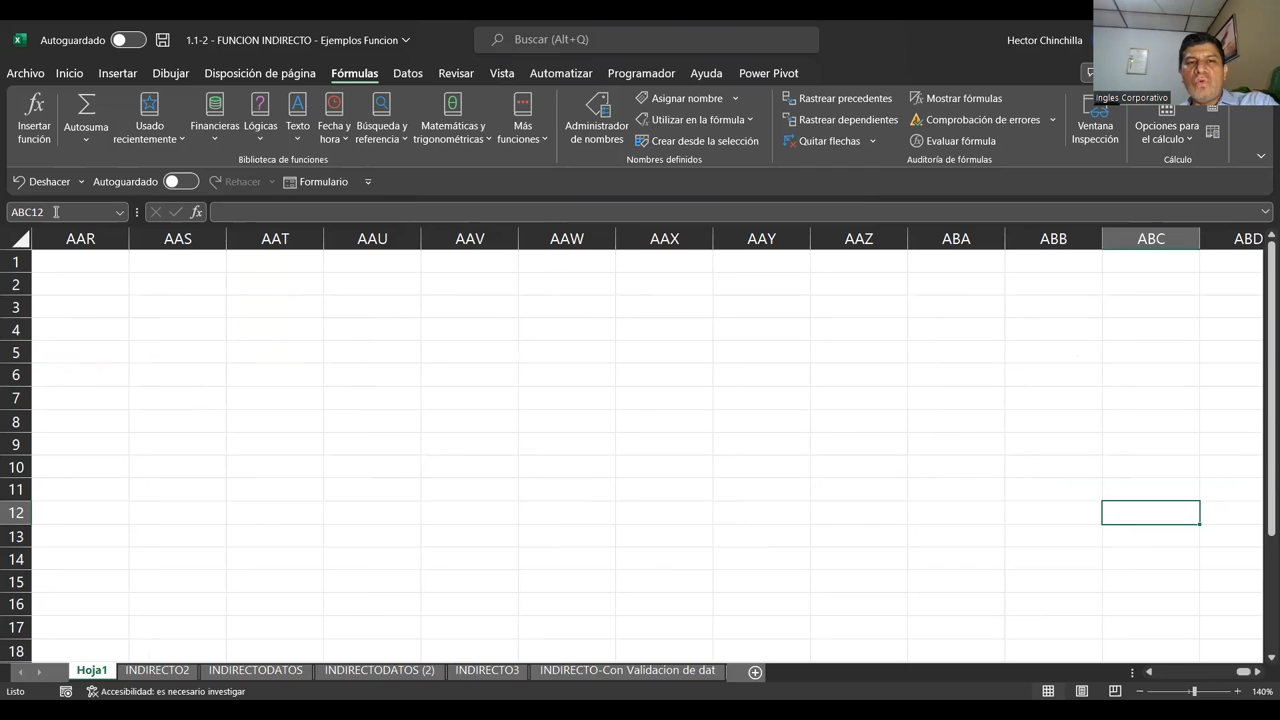 Autoguardado
1.1-2 - FUNCION INDIRECTO - Ejemplos Funcion
Buscar (Alt+Q)
Hector Chinchilla
Archivo Inicio Insertar Dibujar Disposición de página Fórmulas Datos Revisar Vista Automatizar Programador Ayuda Power Pivot
Ingles Corporativo
Insertar función
Autosuma
Usado recientemente
Financieras
Lógicas
Texto
Fecha y hora
Búsqueda y referencia
Matemáticas y trigonométricas
Más funciones
Biblioteca de funciones
Administrador de nombres
Asignar nombre
Utilizar en la fórmula
Crear desde la selección
Nombres definidos
Rastrear precedentes
Rastrear dependientes
Quitar flechas
Mostrar fórmulas
Comprobación de errores
Evaluar fórmula
Auditoría de fórmulas
Ventana Inspección
Opciones para el cálculo
Cálculo
Deshacer Autoguardado Rehacer Formulario
ABC12
fx
AAR AAS AAT AAU AAV AAW AAX AAY AAZ ABA ABB ABC ABD
1
2
3
4
5
6
7
8
9
10
11
12
13
14
15
16
17
18
Hoja1 INDIRECTO2 INDIRECTODATOS INDIRECTODATOS (2) INDIRECTO3 INDIRECTO-Con Validacion de dat
Listo Accesibilidad: es necesario investigar 140%